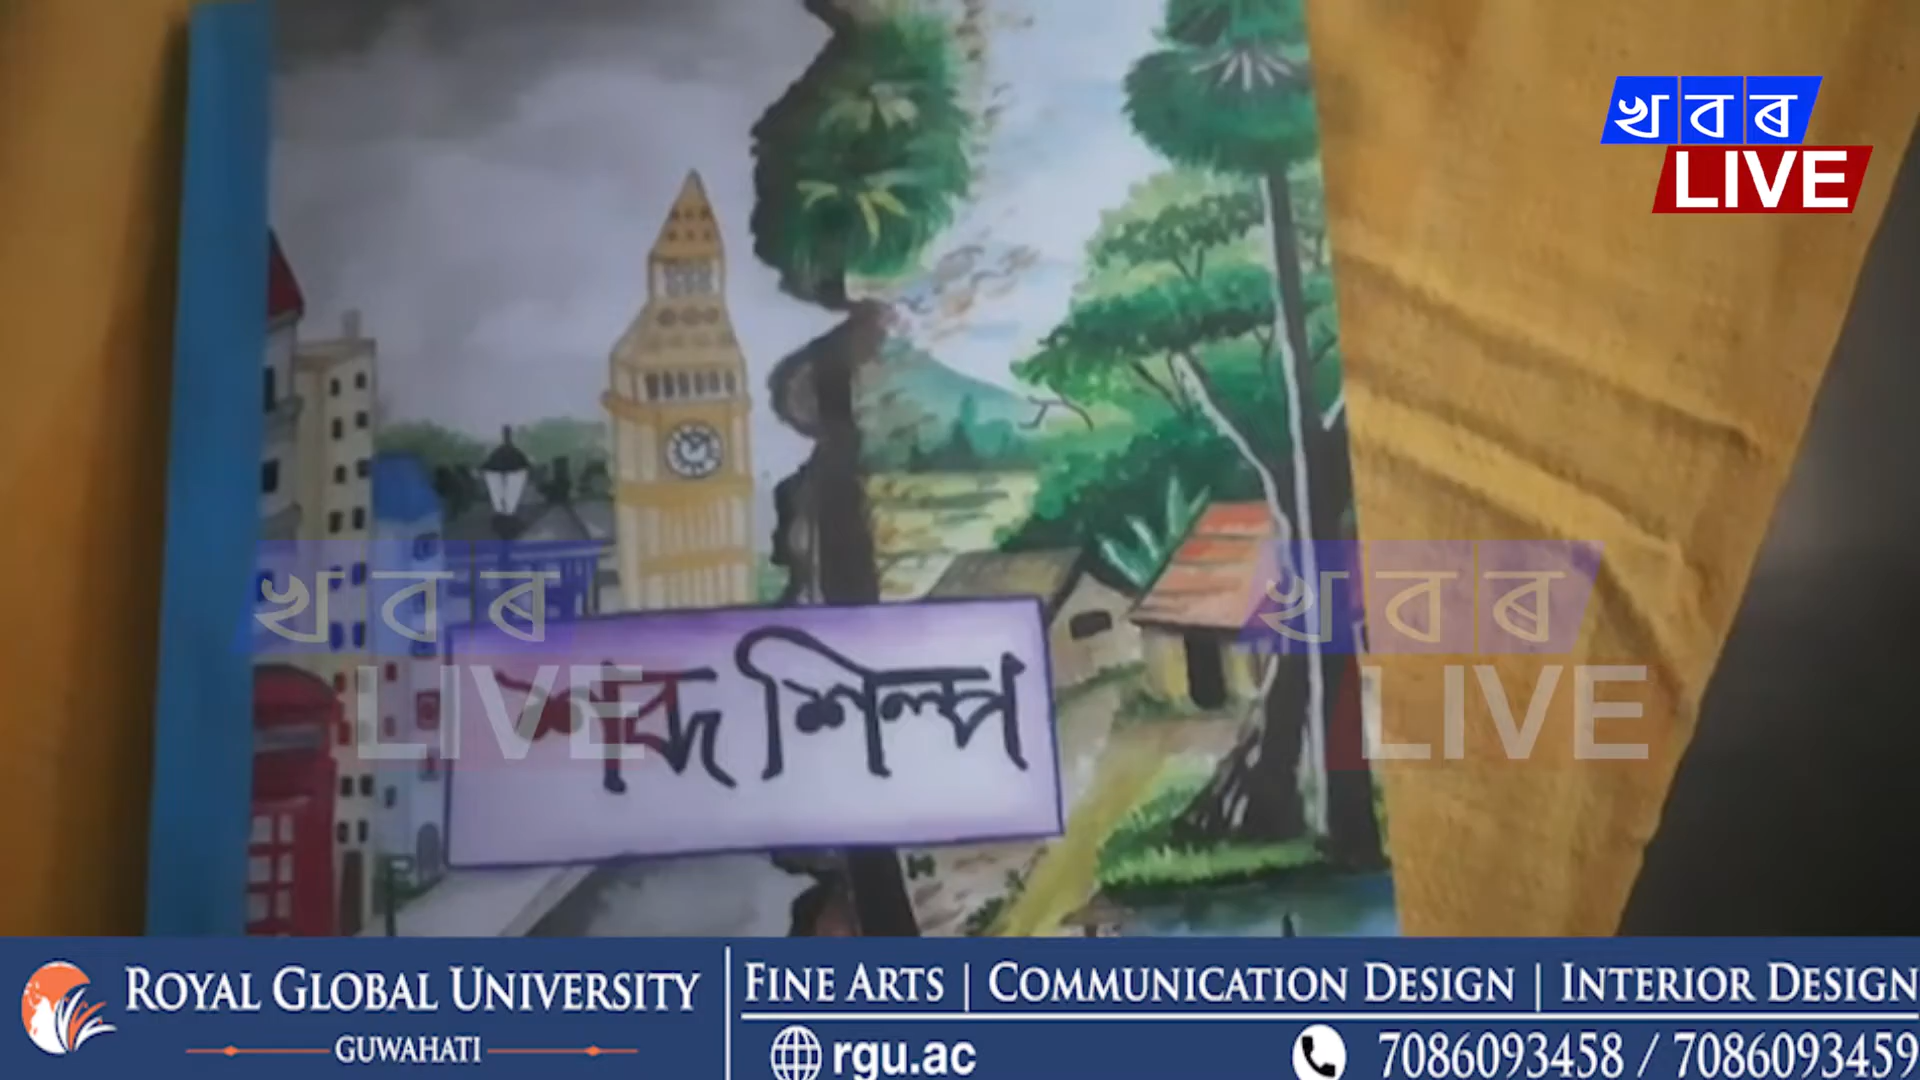 খবৰ
LIVE
খবৰ
LIVE
খবৰ
LIVE
শব্দ শিল্প
ROYAL GLOBAL UNIVERSITY
GUWAHATI
FINE ARTS | COMMUNICATION DESIGN | INTERIOR DESIGN
rgu.ac
7086093458 / 7086093459